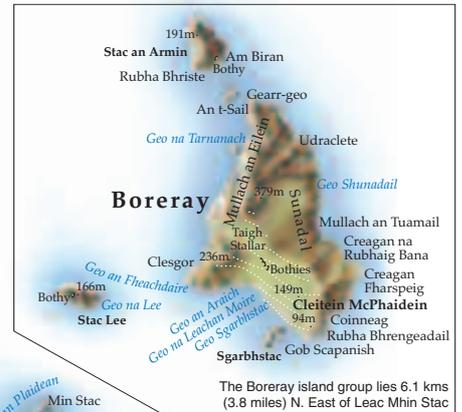 191m
Stac an Armin
Am Biran
Bothy
Rubha Bhriste
Gearr-geo
An t-Sail
Geo na Tarnanach
Udraclete
Mullach an Eilein
Geo Shunadail
379m
Boreray
Sunadal
Mullach an Tuamail
Taigh
Stallar
Creagan na
Rubhaig Bana
236m
Clesgor
Bothies
Geo an Fheachdaire
Creagan
Fharspeig
166m
Bothy
149m
Geo na Lee
Cleitein McPhaidein
Stac Lee
Geo an Araich
94m
Coinneag
Geo na Leachan Moire
Rubha Bhrengeadail
Geo Sgarbhstac
Gob Scapanish
Sgarbhstac
The Boreray island group lies 6.1 kms
(3.8 miles) N. East of Leac Mhin Stac
n Plaidean
Min Stac